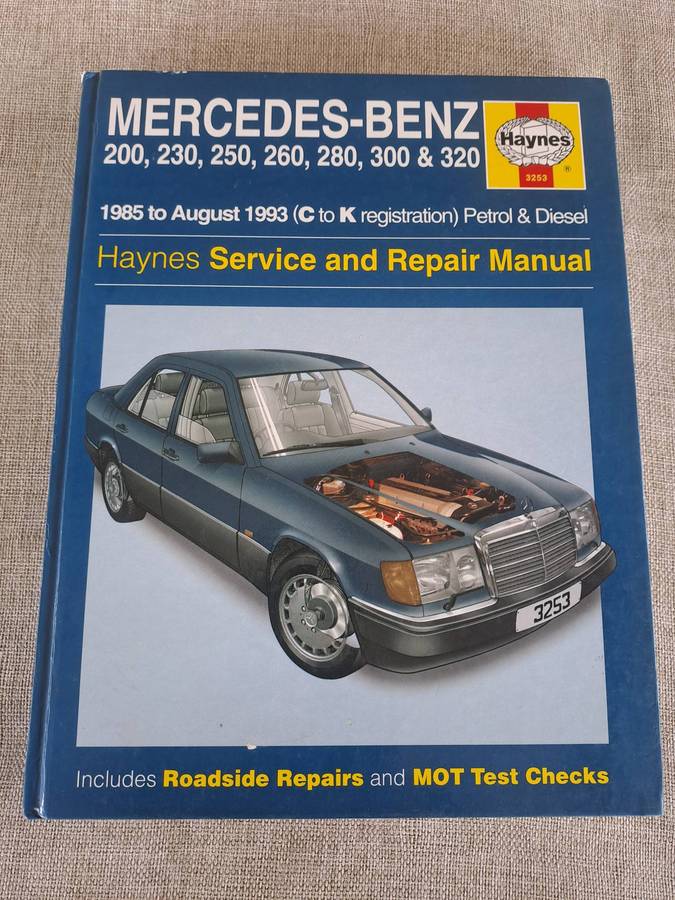 MERCEDES-BENZ
200, 230, 250, 260, 280, 300 & 320
Haynes
®
3253
1985 to August 1993 (C to K registration) Petrol & Diesel
Haynes Service and Repair Manual
3253
Includes Roadside Repairs and MOT Test Checks